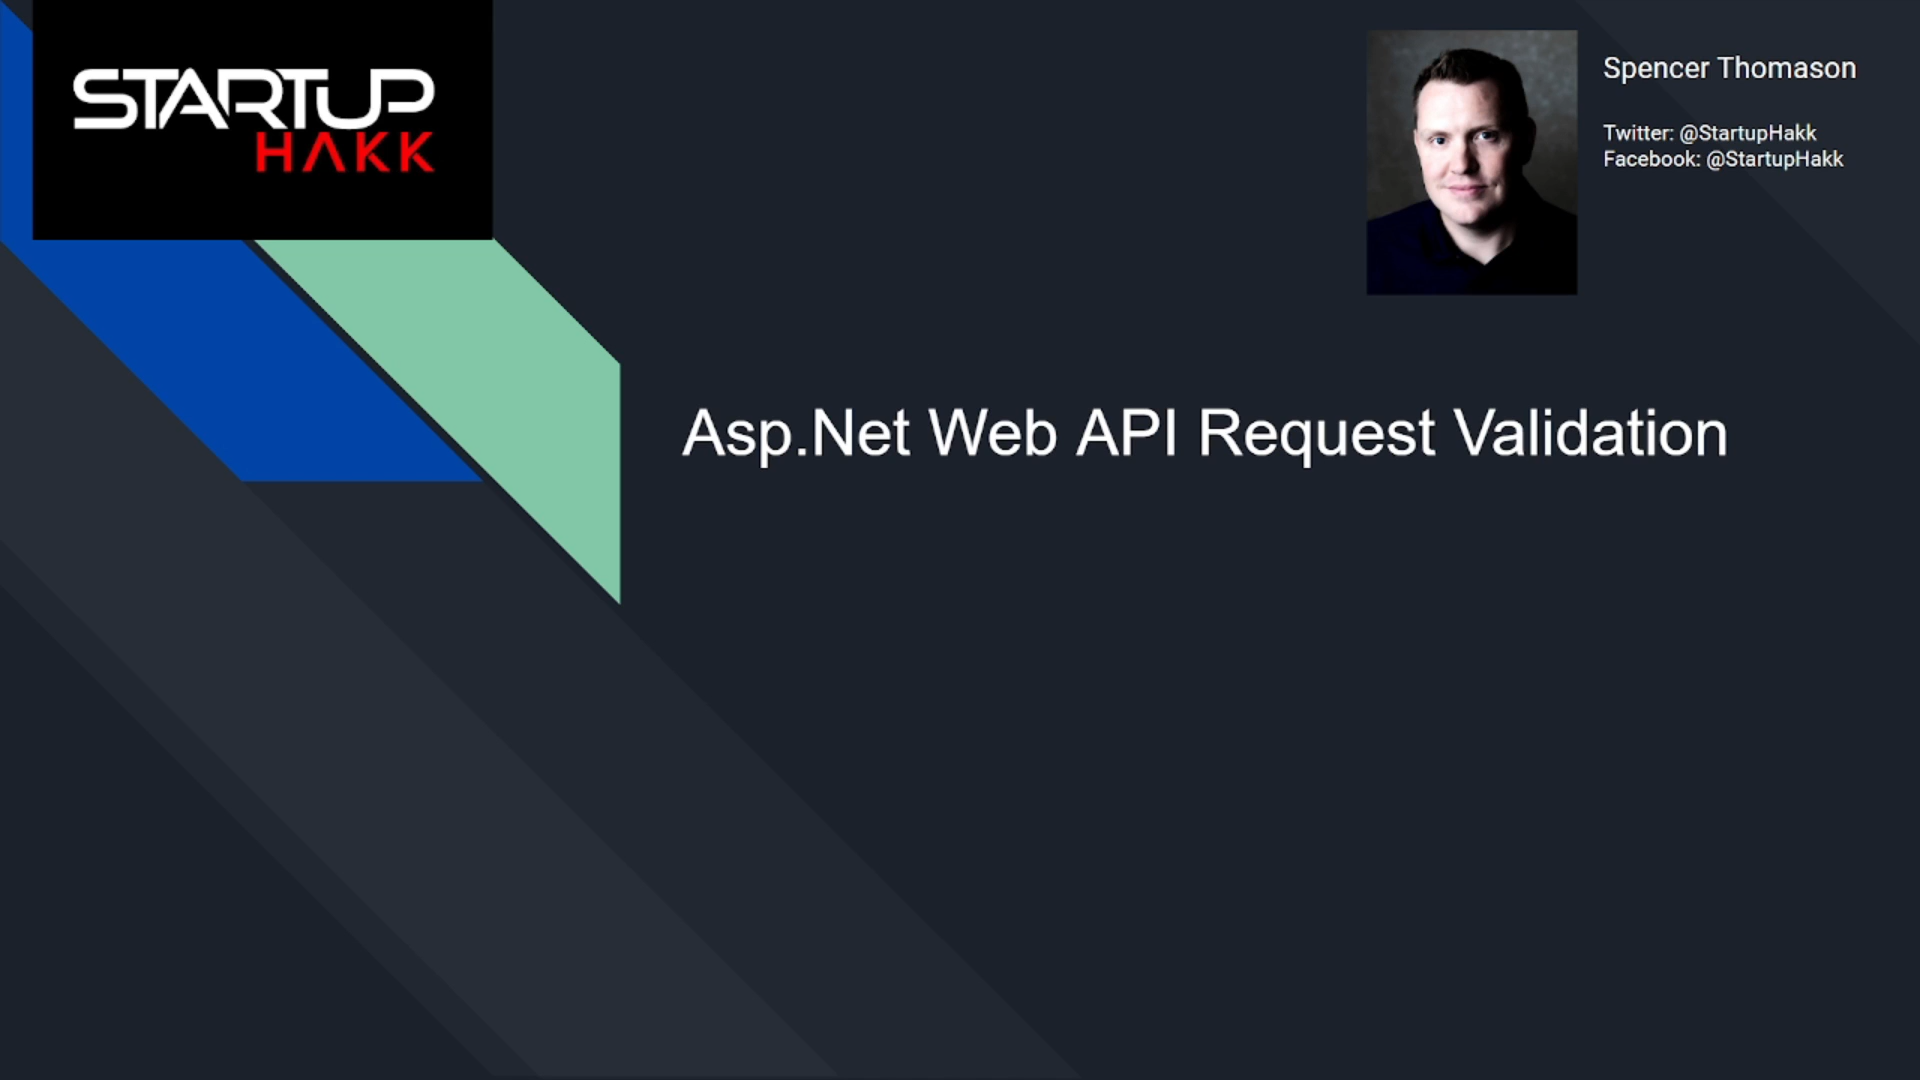 STARTUP
HAKK
Spencer Thomason
Twitter: @StartupHakk
Facebook: @StartupHakk
Asp.Net Web API Request Validation